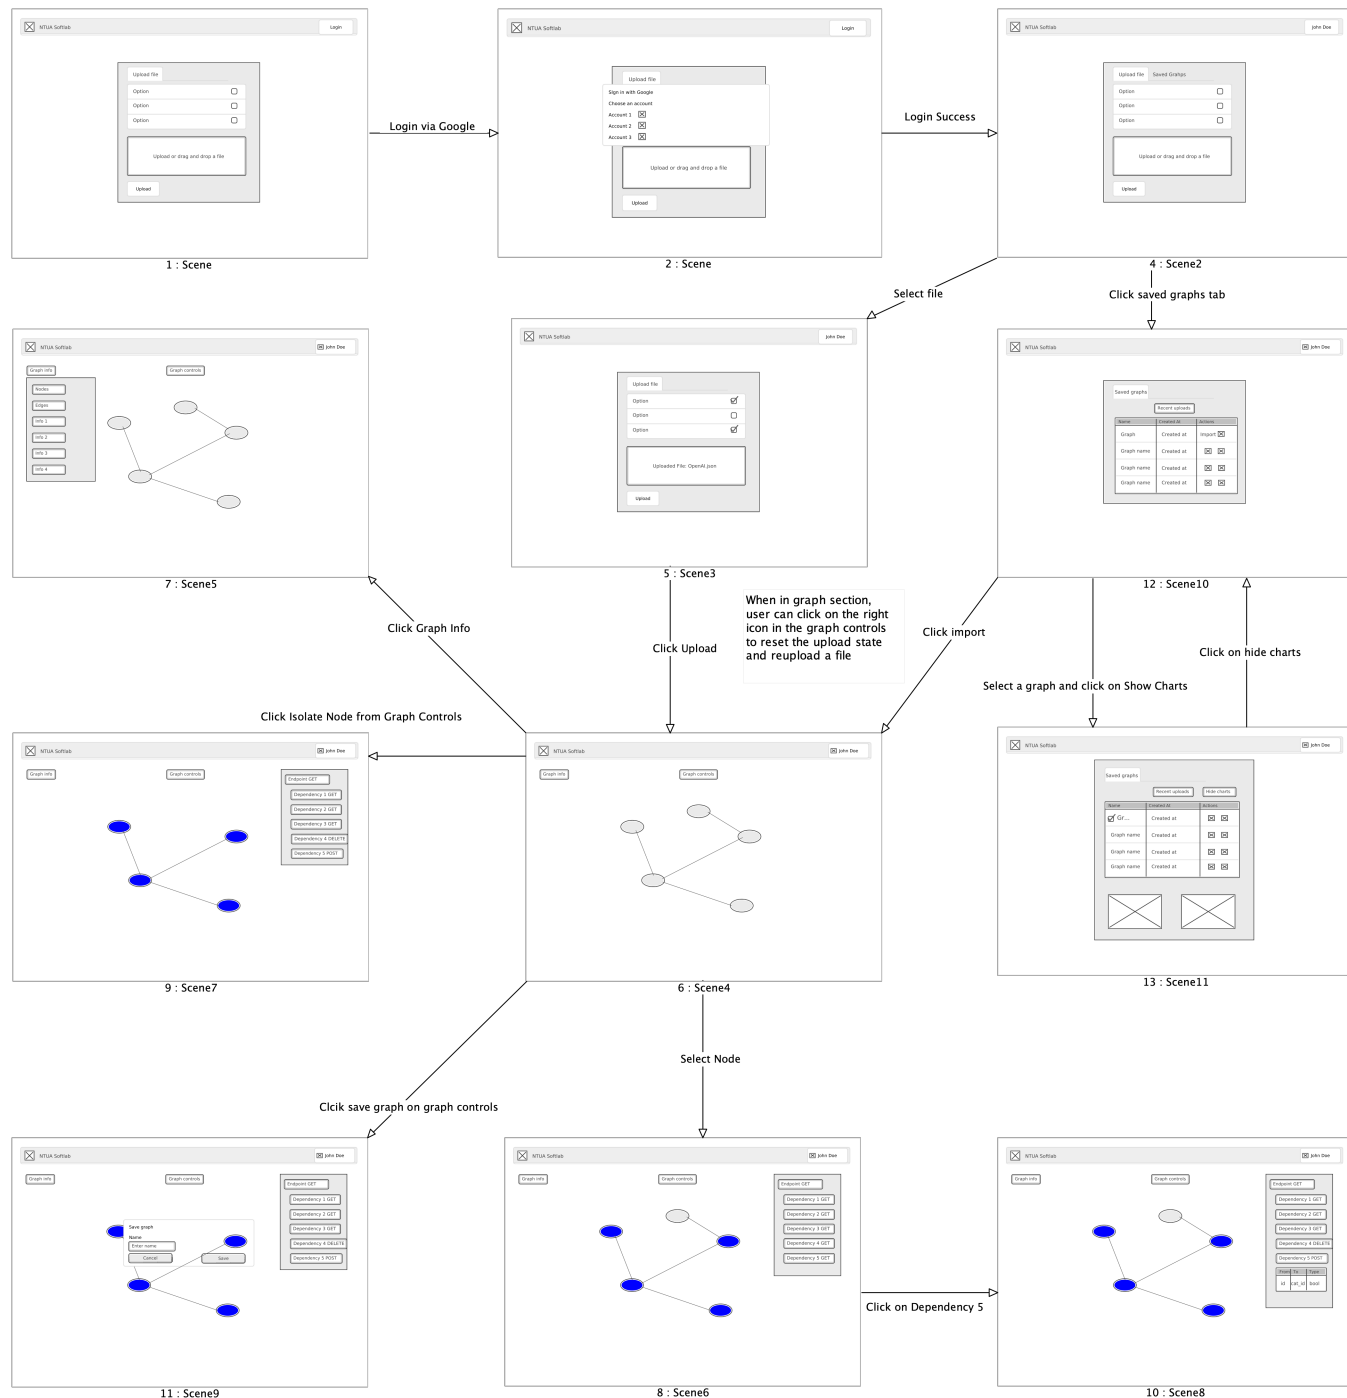 NTUA Softlab
Login
Upload file
Option
Option
Option
Upload or drag and drop a file
Upload
1 : Scene
Login via Google
NTUA Softlab
Login
Upload file
Sign in with Google
Choose an account
Account 1
Account 2
Account 3
Upload or drag and drop a file
Upload
2 : Scene
Login Success
NTUA Softlab
John Doe
Upload file Saved Grahps
Option
Option
Option
Upload or drag and drop a file
Upload
4 : Scene2
Select file
Click saved graphs tab
NTUA Softlab
John Doe
Graph info
Graph controls
Nodes
Edges
Info 1
Info 2
Info 3
Info 4
7 : Scene5
NTUA Softlab
John Doe
Upload file
Option
Option
Option
Uploaded File: OpenAI.json
Upload
5 : Scene3
NTUA Softlab
John Doe
Saved graphs
Recent uploads
Name Created At Actions
Graph Created at Import
Graph name Created at
Graph name Created at
Graph name Created at
12 : Scene10
Click Graph Info
Click Upload
When in graph section,
user can click on the right
icon in the graph controls
to reset the upload state
and reupload a file
Click import
Click on hide charts
Select a graph and click on Show Charts
Click Isolate Node from Graph Controls
NTUA Softlab
John Doe
Graph info
Graph controls
Endpoint GET
Dependency 1 GET
Dependency 2 GET
Dependency 3 GET
Dependency 4 DELETE
Dependency 5 POST
9 : Scene7
NTUA Softlab
John Doe
Graph info
Graph controls
6 : Scene4
NTUA Softlab
John Doe
Saved graphs
Recent uploads Hide charts
Name Created At Actions
Gr... Created at
Graph name Created at
Graph name Created at
Graph name Created at
13 : Scene11
Select Node
Clcik save graph on graph controls
NTUA Softlab
John Doe
Graph info
Graph controls
Endpoint GET
Dependency 1 GET
Dependency 2 GET
Dependency 3 GET
Dependency 4 DELETE
Dependency 5 POST
Save graph
Name
Enter name
Cancel Save
11 : Scene9
NTUA Softlab
John Doe
Graph info
Graph controls
Endpoint GET
Dependency 1 GET
Dependency 2 GET
Dependency 3 GET
Dependency 4 GET
Dependency 5 GET
8 : Scene6
Click on Dependency 5
NTUA Softlab
John Doe
Graph info
Graph controls
Endpoint GET
Dependency 1 GET
Dependency 2 GET
Dependency 3 GET
Dependency 4 DELETE
Dependency 5 POST
From To Type
id cat_id bool
10 : Scene8